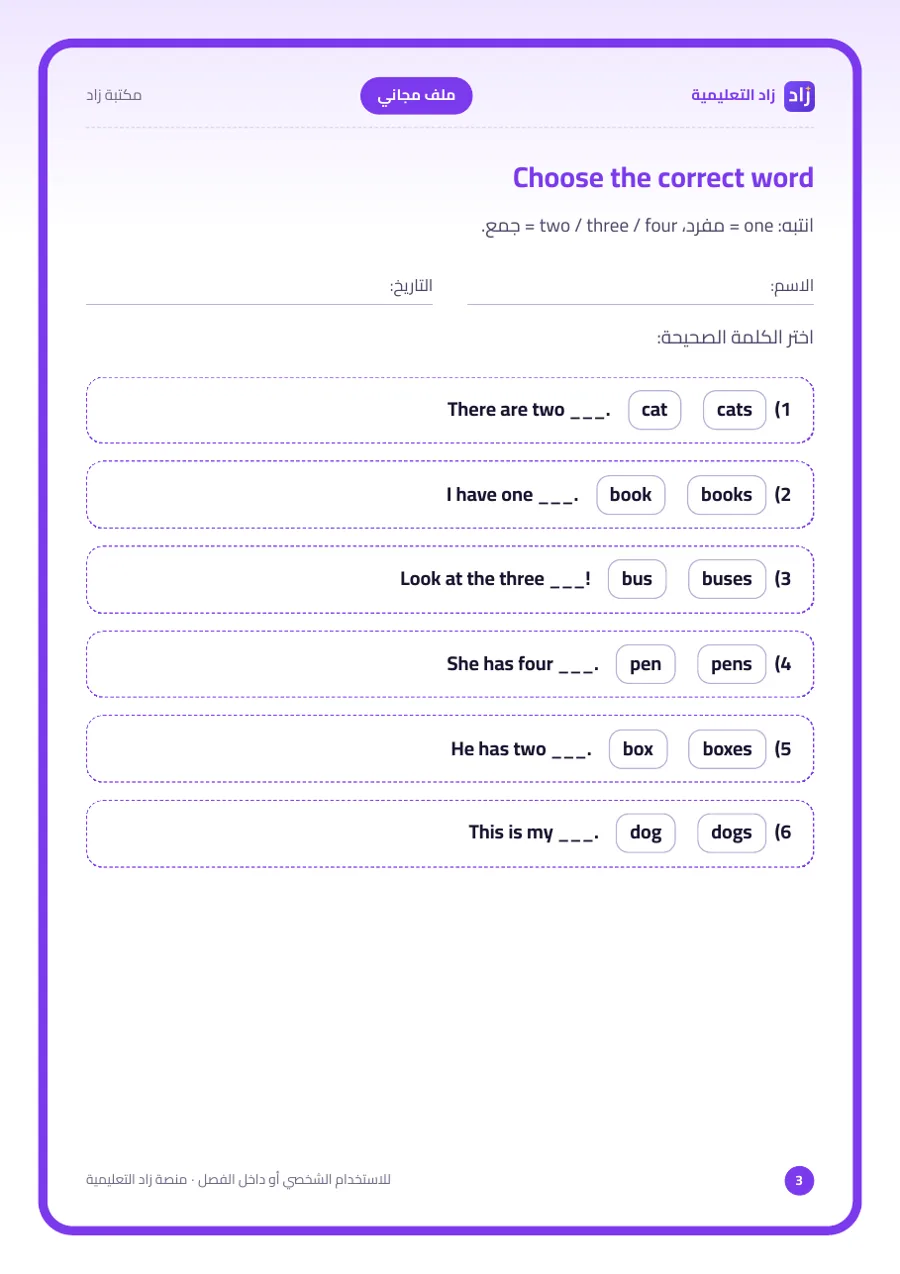 زاد زاد التعليمية
ملف مجاني
مكتبة زاد
Choose the correct word
انتبه: one = مفرد، two / three / four = جمع.
الاسم:
التاريخ:
اختر الكلمة الصحيحة:
1) There are two ___. cat cats
2) I have one ___. book books
3) Look at the three ___! bus buses
4) She has four ___. pen pens
5) He has two ___. box boxes
6) This is my ___. dog dogs
3
للاستخدام الشخصي أو داخل الفصل · منصة زاد التعليمية